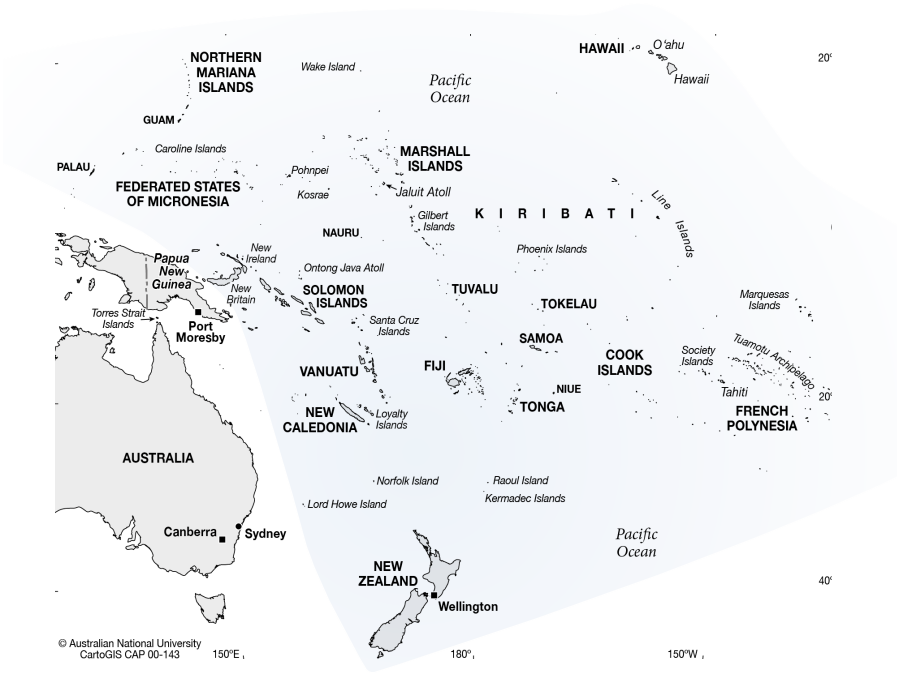 NORTHERN
MARIANA
ISLANDS
Wake Island
Pacific
Ocean
HAWAII
O'ahu
Hawaii
20°
GUAM
Caroline Islands
PALAU
FEDERATED STATES
OF MICRONESIA
Pohnpei
Kosrae
MARSHALL
ISLANDS
Jaluit Atoll
Gilbert
Islands
KIRIBATI
Line Islands
NAURU
Phoenix Islands
Papua
New
Guinea
New
Ireland
New
Britain
Ontong Java Atoll
SOLOMON
ISLANDS
TUVALU
TOKELAU
Marquesas
Islands
Torres Strait
Islands
Port
Moresby
Santa Cruz
Islands
SAMOA
COOK
ISLANDS
Society
Islands
Tuamotu Archipelago
VANUATU
FIJI
NIUE
Tahiti
20°
TONGA
NEW
CALEDONIA
Loyalty
Islands
FRENCH
POLYNESIA
AUSTRALIA
Norfolk Island
Raoul Island
Kermadec Islands
Lord Howe Island
Canberra
Sydney
Pacific
Ocean
NEW
ZEALAND
Wellington
40°
© Australian National University
CartoGIS CAP 00-143
150°E
180°
150°W